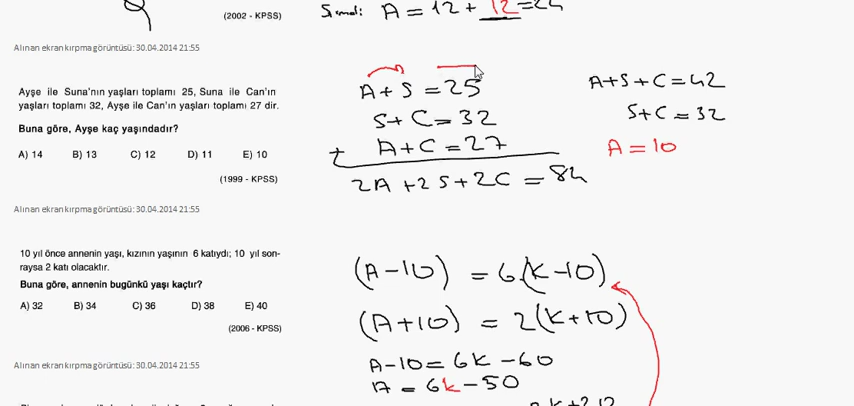 (2002 - KPSS)
A = 12 + 12 = 24
Alınan ekran kırpma görüntüsü: 30.04.2014 21:55
Ayşe ile Suna'nın yaşları toplamı 25, Suna ile Can'ın
yaşları toplamı 32, Ayşe ile Can'ın yaşları toplamı 27 dir.
Buna göre, Ayşe kaç yaşındadır?
A) 14 B) 13 C) 12 D) 11 E) 10
(1999 - KPSS)
A + S = 25
S + C = 32
+ A + C = 27
2A + 2S + 2C = 84
A + S + C = 42
S + C = 32
A = 10
Alınan ekran kırpma görüntüsü: 30.04.2014 21:55
10 yıl önce annenin yaşı, kızının yaşının 6 katıydı; 10 yıl son-
raysa 2 katı olacaktır.
Buna göre, annenin bugünkü yaşı kaçtır?
A) 32 B) 34 C) 36 D) 38 E) 40
(2006 - KPSS)
(A - 10) = 6.(k - 10)
(A + 10) = 2(k + 10)
A - 10 = 6k - 60
A = 6k - 50
Alınan ekran kırpma görüntüsü: 30.04.2014 21:55